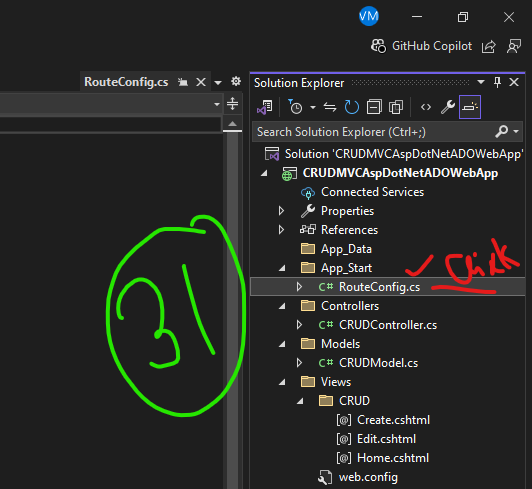 VM
GitHub Copilot
RouteConfig.cs
Solution Explorer
Search Solution Explorer (Ctrl+;)
Solution 'CRUDMVCAspDotNetADOWebApp'
CRUDMVCAspDotNetADOWebApp
Connected Services
Properties
References
App_Data
App_Start
C# RouteConfig.cs
Click
Controllers
C# CRUDController.cs
Models
C# CRUDModel.cs
Views
CRUD
[@] Create.cshtml
[@] Edit.cshtml
[@] Home.cshtml
web.config
31